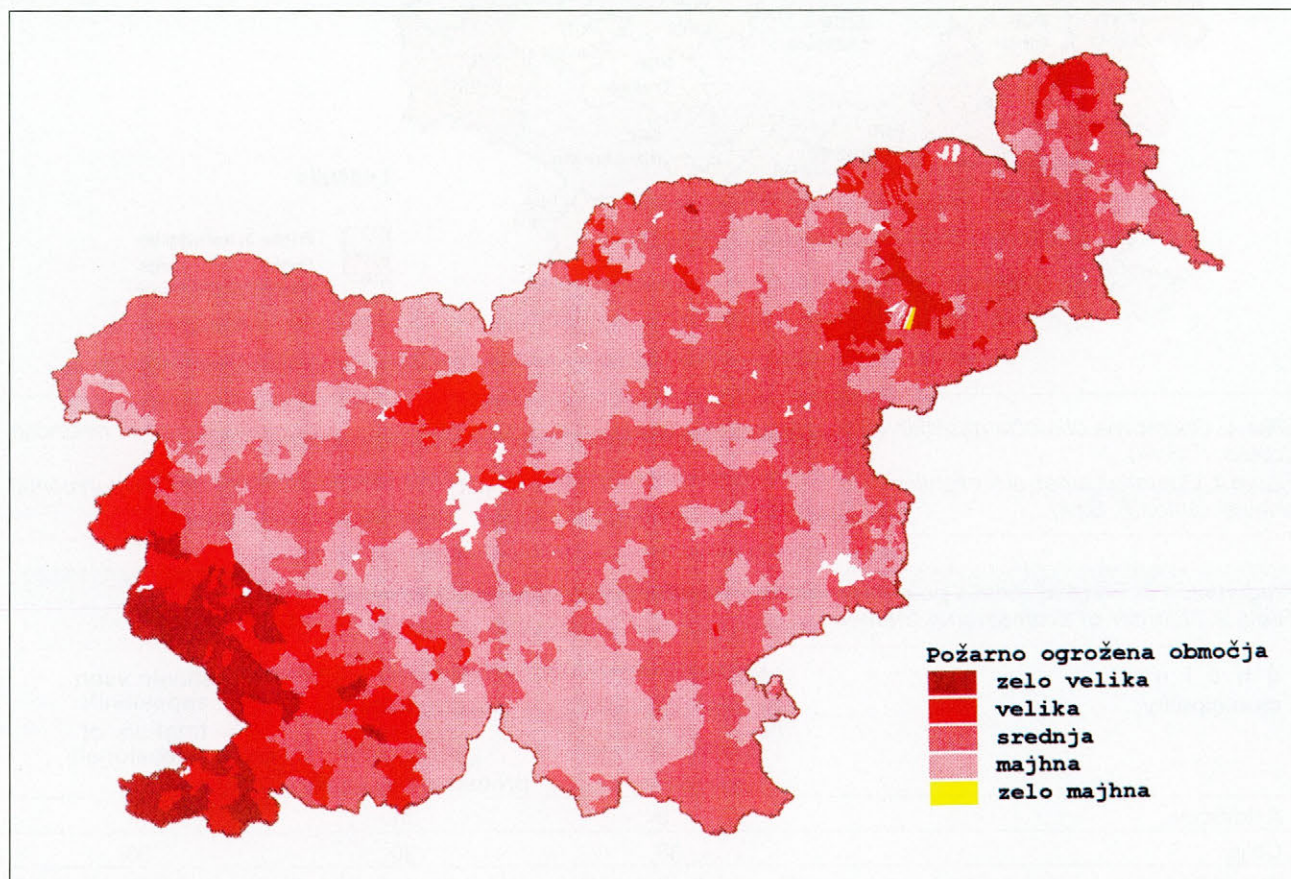 Požarno ogrožena območja
zelo velika
velika
srednja
majhna
zelo majhna